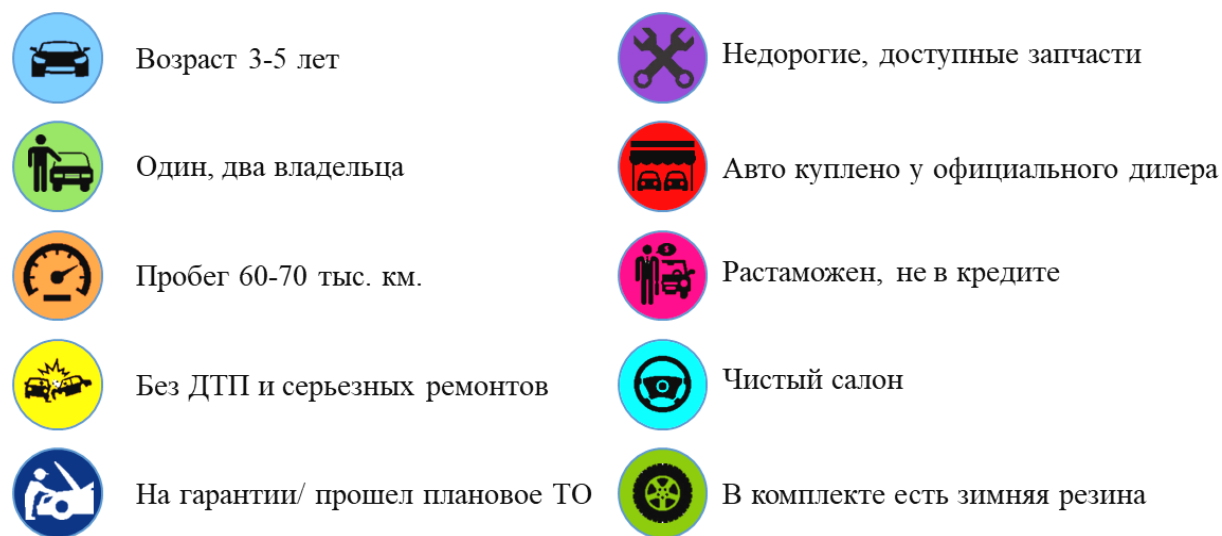 Возраст 3-5 лет
Один, два владельца
Пробег 60-70 тыс. км.
Без ДТП и серьезных ремонтов
На гарантии/ прошел плановое ТО
Недорогие, доступные запчасти
Авто куплено у официального дилера
Растаможен, не в кредите
Чистый салон
В комплекте есть зимняя резина